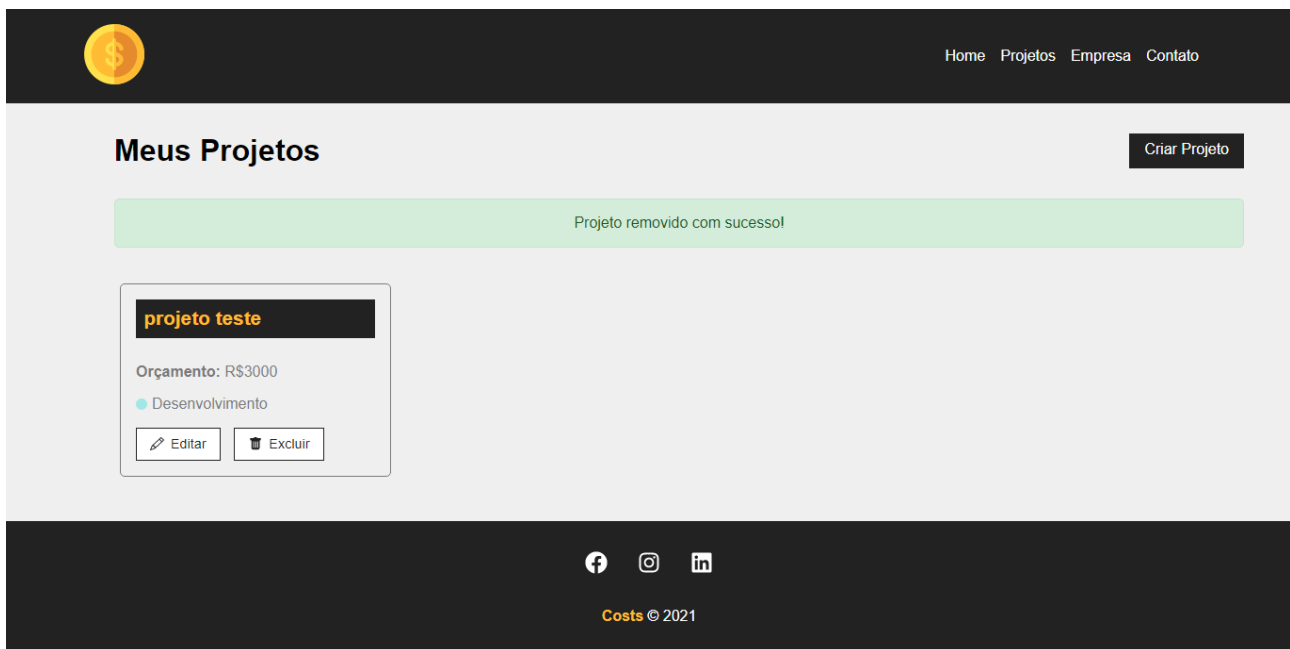 $
Home Projetos Empresa Contato
Meus Projetos
Criar Projeto
Projeto removido com sucesso!
projeto teste
Orçamento: R$3000
Desenvolvimento
Editar Excluir
Costs © 2021